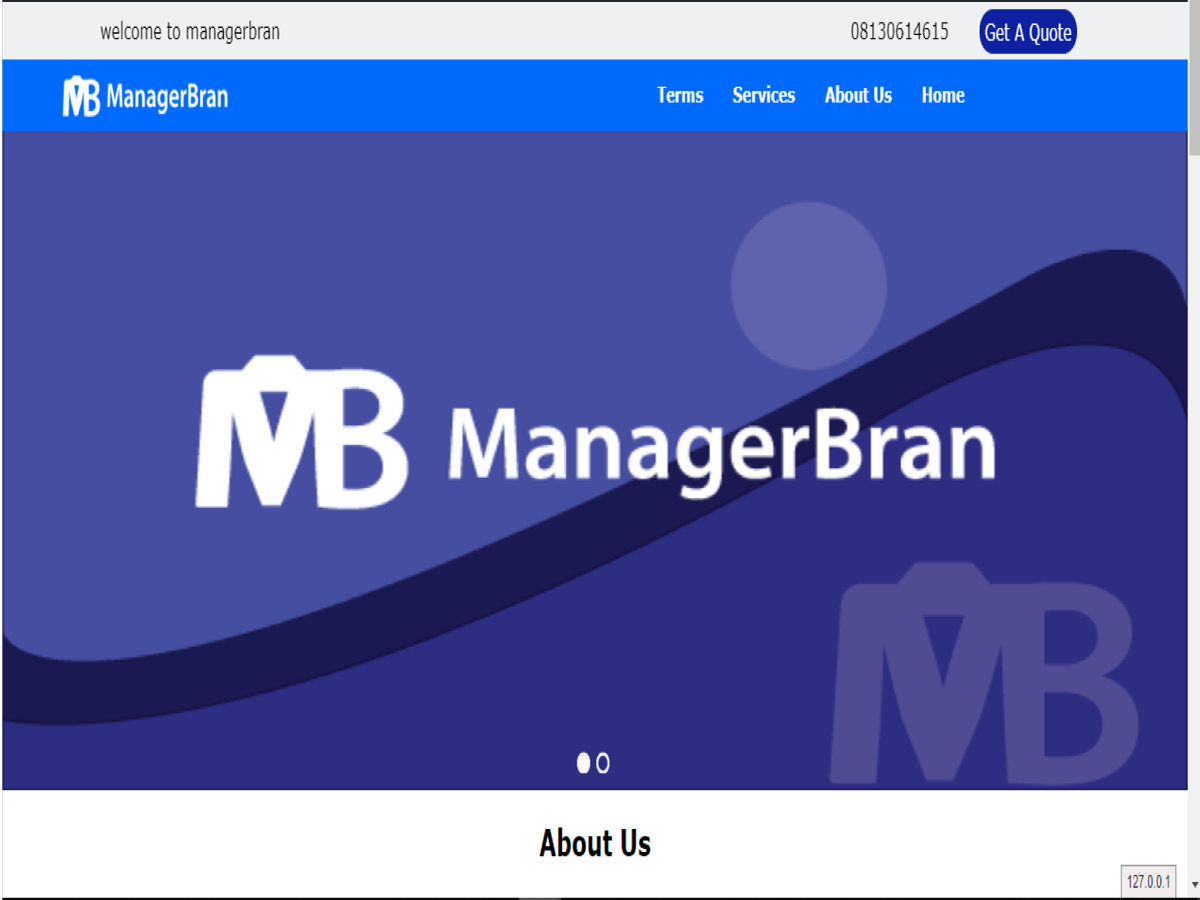 welcome to managerbran 08130614615 Get A Quote
MB ManagerBran Terms Services About Us Home
MB ManagerBran
MB
About Us
127.0.0.1